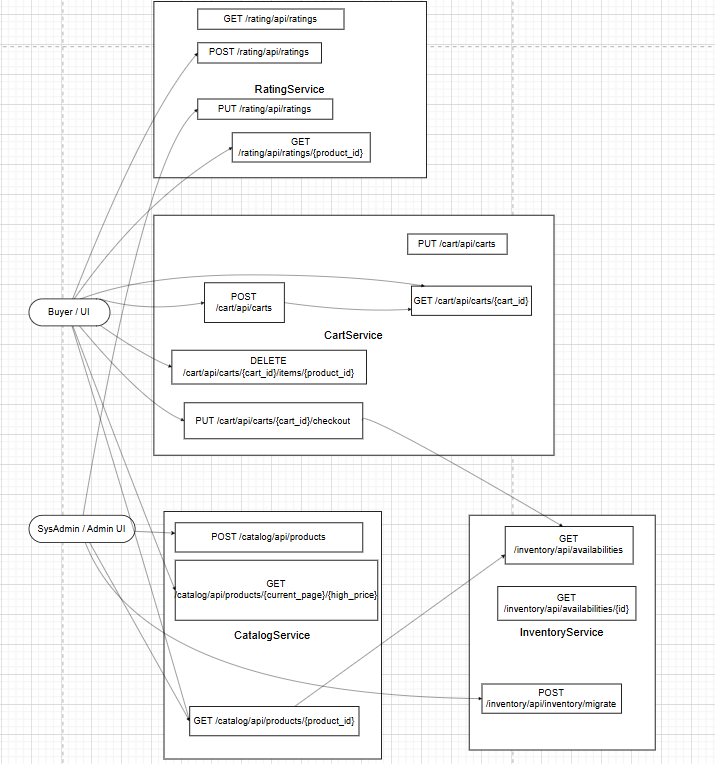 GET /rating/api/ratings
POST /rating/api/ratings
RatingService
PUT /rating/api/ratings
GET
/rating/api/ratings/{product_id}
PUT /cart/api/carts
Buyer / UI
POST
/cart/api/carts
GET /cart/api/carts/{cart_id}
CartService
DELETE
/cart/api/carts/{cart_id}/items/{product_id}
PUT /cart/api/carts/{cart_id}/checkout
SysAdmin / Admin UI
POST /catalog/api/products
GET
/catalog/api/products/{current_page}/{high_price}
CatalogService
GET /catalog/api/products/{product_id}
GET
/inventory/api/availabilities
GET
/inventory/api/availabilities/{id}
InventoryService
POST
/inventory/api/inventory/migrate